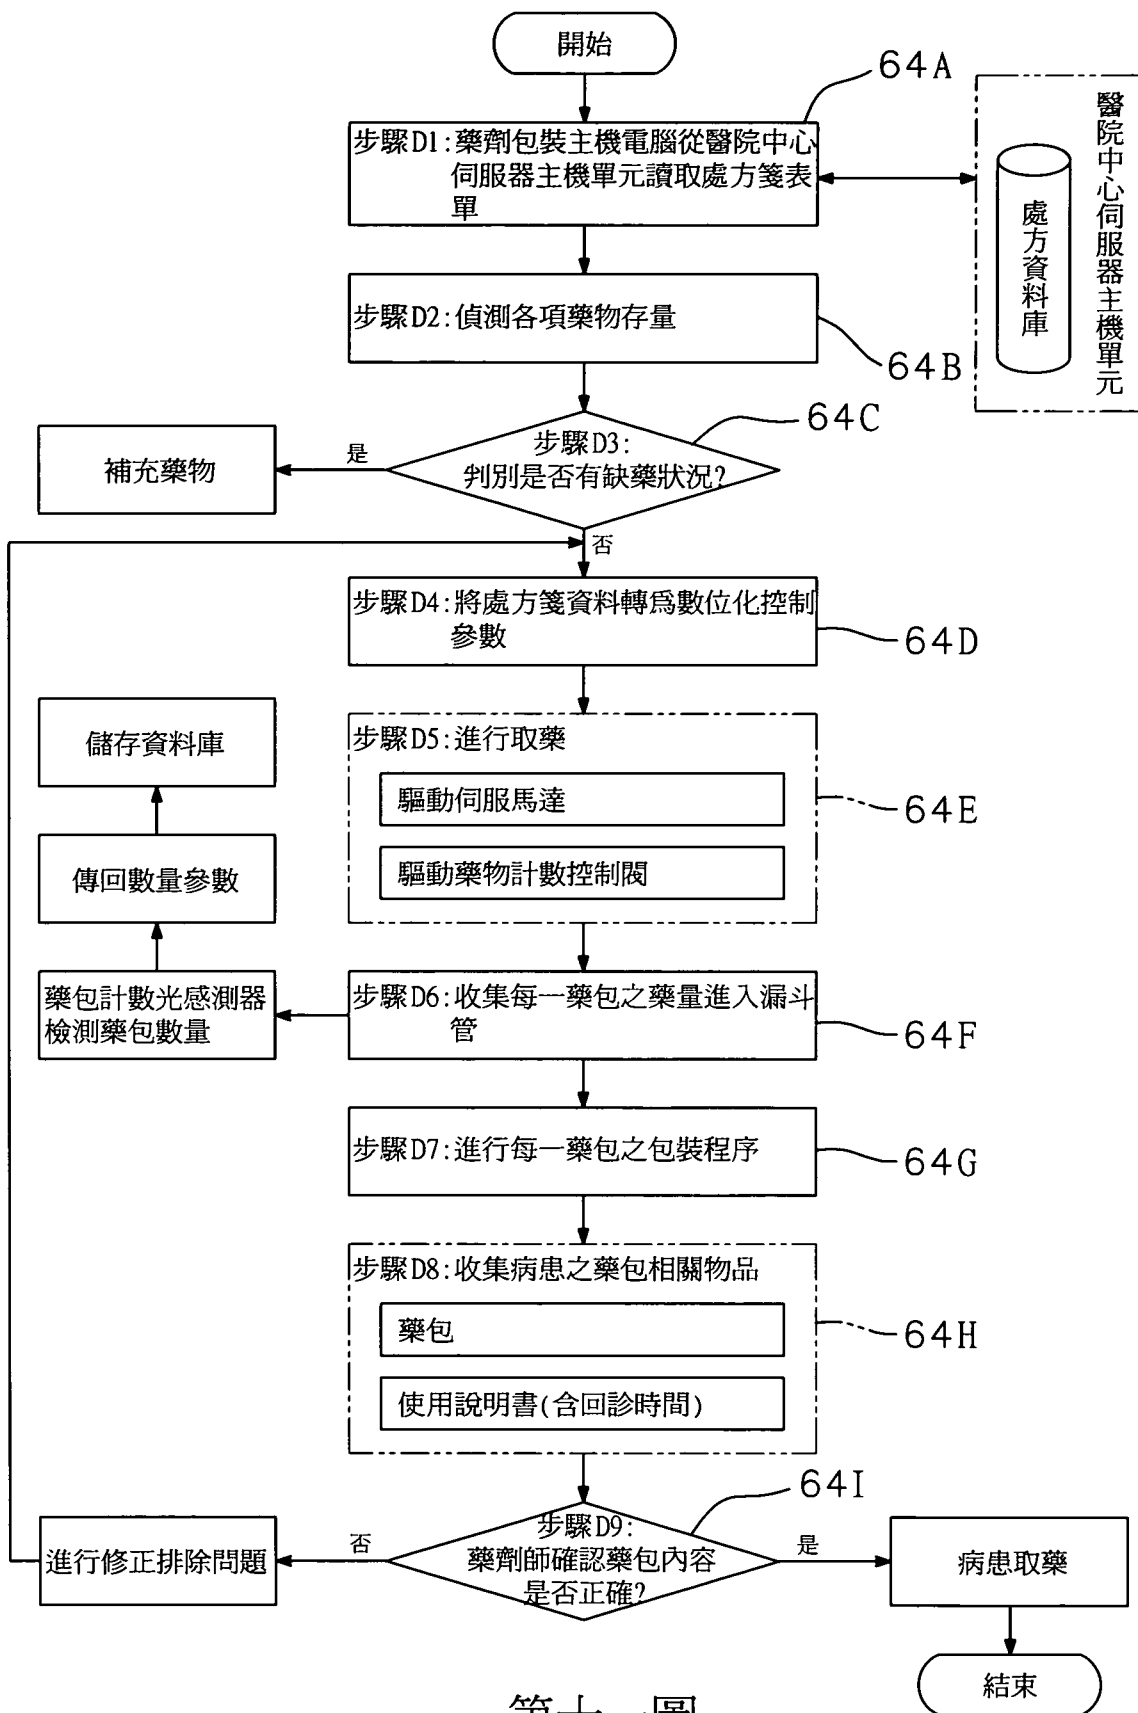 開始
64A
步驟D1:藥劑包裝主機電腦從醫院中心
伺服器主機單元讀取處方箋表
單
醫院中心伺服器主機單元
處方資料庫
步驟D2:偵測各項藥物存量
64B
64C
步驟D3:
判別是否有缺藥狀況?
是
補充藥物
否
步驟D4:將處方箋資料轉為數位化控制
參數
64D
步驟D5:進行取藥
驅動伺服馬達
驅動藥物計數控制閥
64E
儲存資料庫
傳回數量參數
藥包計數光感測器
檢測藥包數量
步驟D6:收集每一藥包之藥量進入漏斗
管
64F
步驟D7:進行每一藥包之包裝程序
64G
步驟D8:收集病患之藥包相關物品
藥包
使用說明書(含回診時間)
64H
64I
步驟D9:
藥劑師確認藥包內容
是否正確?
否
進行修正排除問題
是
病患取藥
結束